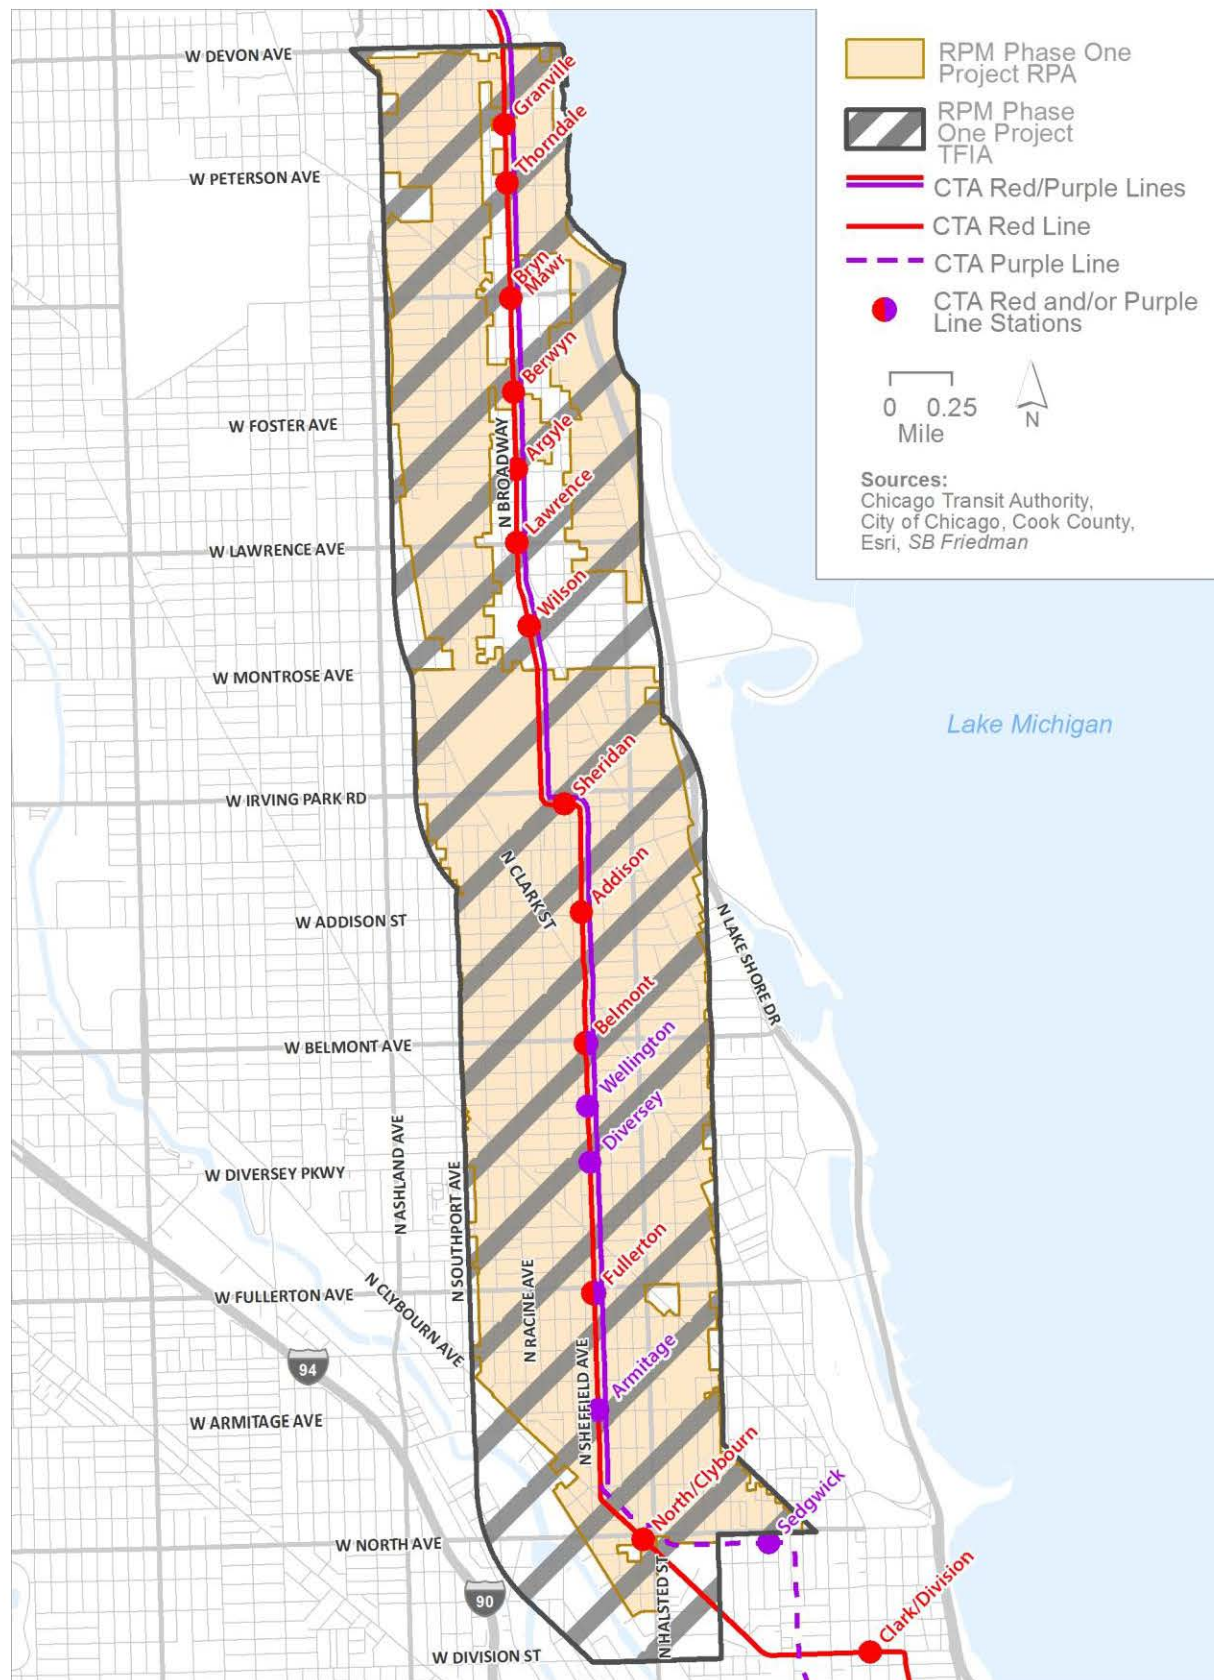 W DEVON AVE
Granville
Thorndale
W PETERSON AVE
Bryn
Mawr
Berwyn
W FOSTER AVE
N BROADWAY
Argyle
Lawrence
W LAWRENCE AVE
Wilson
W MONTROSE AVE
Sheridan
W IRVING PARK RD
N CLARK ST
Addison
W ADDISON ST
N LAKE SHORE DR
Belmont
W BELMONT AVE
Wellington
Diversey
N ASHLAND AVE
W DIVERSEY PKWY
N SOUTHPORT AVE
Fullerton
N RACINE AVE
W FULLERTON AVE
N CLYBOURN AVE
94
Armitage
N SHEFFIELD AVE
W ARMITAGE AVE
North/Clybourn
Sedgwick
W NORTH AVE
N HALSTED ST
90
Clark/Division
W DIVISION ST
Lake Michigan
RPM Phase One
Project RPA
RPM Phase
One Project
TFIA
CTA Red/Purple Lines
CTA Red Line
CTA Purple Line
CTA Red and/or Purple
Line Stations
0 0.25
Mile
N
Sources:
Chicago Transit Authority,
City of Chicago, Cook County,
Esri, SB Friedman